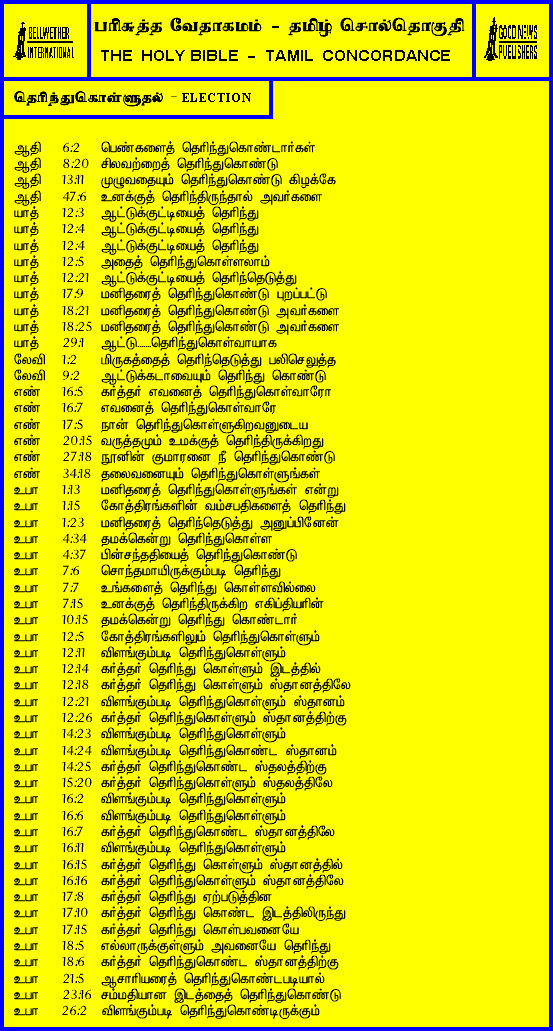 BELLWETHER
INTERNATIONAL
பரிசுத்த வேதாகமம் – தமிழ் சொல்தொகுதி
THE HOLY BIBLE – TAMIL CONCORDANCE
GOOD NEWS
PUBLISHERS
தெரிந்துகொள்ளுதல் – ELECTION
ஆதி 6:2 பெண்களைத் தெரிந்துகொண்டார்கள்
ஆதி 8:20 சிலவற்றைத் தெரிந்துகொண்டு
ஆதி 13:11 முழுவதையும் தெரிந்துகொண்டு கிழக்கே
ஆதி 47:6 உனக்குத் தெரிந்திருந்தால் அவர்களை
யாத் 12:3 ஆட்டுக்குட்டியைத் தெரிந்து
யாத் 12:4 ஆட்டுக்குட்டியைத் தெரிந்து
யாத் 12:4 ஆட்டுக்குட்டியைத் தெரிந்து
யாத் 12:5 அதைத் தெரிந்துகொள்ளலாம்
யாத் 12:21 ஆட்டுக்குட்டியைத் தெரிந்தெடுத்து
யாத் 17:9 மனிதரைத் தெரிந்துகொண்டு புறப்பட்டு
யாத் 18:21 மனிதரைத் தெரிந்துகொண்டு அவர்களை
யாத் 18:25 மனிதரைத் தெரிந்துகொண்டு அவர்களை
யாத் 29:1 ஆட்டு.......தெரிந்துகொள்வாயாக
லேவி 1:2 மிருகத்தைத் தெரிந்தெடுத்து பலிசெலுத்த
லேவி 9:2 ஆட்டுக்கடாவையும் தெரிந்து கொண்டு
எண் 16:5 கர்த்தர் எவனைத் தெரிந்துகொள்வாரோ
எண் 16:7 எவனைத் தெரிந்துகொள்வாரே
எண் 17:5 நான் தெரிந்துகொள்ளுகிறவனுடைய
எண் 20:15 வருத்தமும் உமக்குத் தெரிந்திருக்கிறது
எண் 27:18 நூனின் குமாரனை நீ தெரிந்துகொண்டு
எண் 34:18 தலைவனையும் தெரிந்துகொள்ளுங்கள்
உபா 1:13 மனிதரைத் தெரிந்துகொள்ளுங்கள் என்று
உபா 1:15 கோத்திரங்களின் வம்சபதிகளைத் தெரிந்து
உபா 1:23 மனிதரைத் தெரிந்தெடுத்து அனுப்பினேன்
உபா 4:34 தமக்கென்று தெரிந்துகொள்ள
உபா 4:37 பின்சந்ததியைத் தெரிந்துகொண்டு
உபா 7:6 சொந்தமாயிருக்கும்படி தெரிந்து
உபா 7:7 உங்களைத் தெரிந்து கொள்ளவில்லை
உபா 7:15 உனக்குத் தெரிந்திருக்கிற எகிப்தியரின்
உபா 10:15 தமக்கென்று தெரிந்து கொண்டார்
உபா 12:5 கோத்திரங்களிலும் தெரிந்துகொள்ளும்
உபா 12:11 விளங்கும்படி தெரிந்துகொள்ளும்
உபா 12:14 கர்த்தர் தெரிந்து கொள்ளும் இடத்தில்
உபா 12:18 கர்த்தர் தெரிந்து கொள்ளும் ஸ்தானத்திலே
உபா 12:21 விளங்கும்படி தெரிந்துகொள்ளும் ஸ்தானம்
உபா 12:26 கர்த்தர் தெரிந்துகொள்ளும் ஸ்தானத்திற்கு
உபா 14:23 விளங்கும்படி தெரிந்துகொள்ளும்
உபா 14:24 விளங்கும்படி தெரிந்துகொண்ட ஸ்தானம்
உபா 14:25 கர்த்தர் தெரிந்துகொண்ட ஸ்தலத்திற்கு
உபா 15:20 கர்த்தர் தெரிந்துகொள்ளும் ஸ்தலத்திலே
உபா 16:2 விளங்கும்படி தெரிந்துகொள்ளும்
உபா 16:6 விளங்கும்படி தெரிந்துகொள்ளும்
உபா 16:7 கர்த்தர் தெரிந்துகொண்ட ஸ்தானத்திலே
உபா 16:11 விளங்கும்படி தெரிந்துகொள்ளும்
உபா 16:15 கர்த்தர் தெரிந்து கொள்ளும் ஸ்தானத்தில்
உபா 16:16 கர்த்தர் தெரிந்துகொள்ளும் ஸ்தானத்திலே
உபா 17:8 கர்த்தர் தெரிந்து ஏற்படுத்தின
உபா 17:10 கர்த்தர் தெரிந்து கொண்ட இடத்திலிருந்து
உபா 17:15 கர்த்தர் தெரிந்து கொள்பவனையே
உபா 18:5 எல்லாருக்குள்ளும் அவனையே தெரிந்து
உபா 18:6 கர்த்தர் தெரிந்துகொண்ட ஸ்தானத்திற்கு
உபா 21:5 ஆசாரியரைத் தெரிந்துகொண்டபடியால்
உபா 23:16 சம்மதியான இடத்தைத் தெரிந்துகொண்டு
உபா 26:2 விளங்கும்படி தெரிந்துகொண்டிருக்கும்